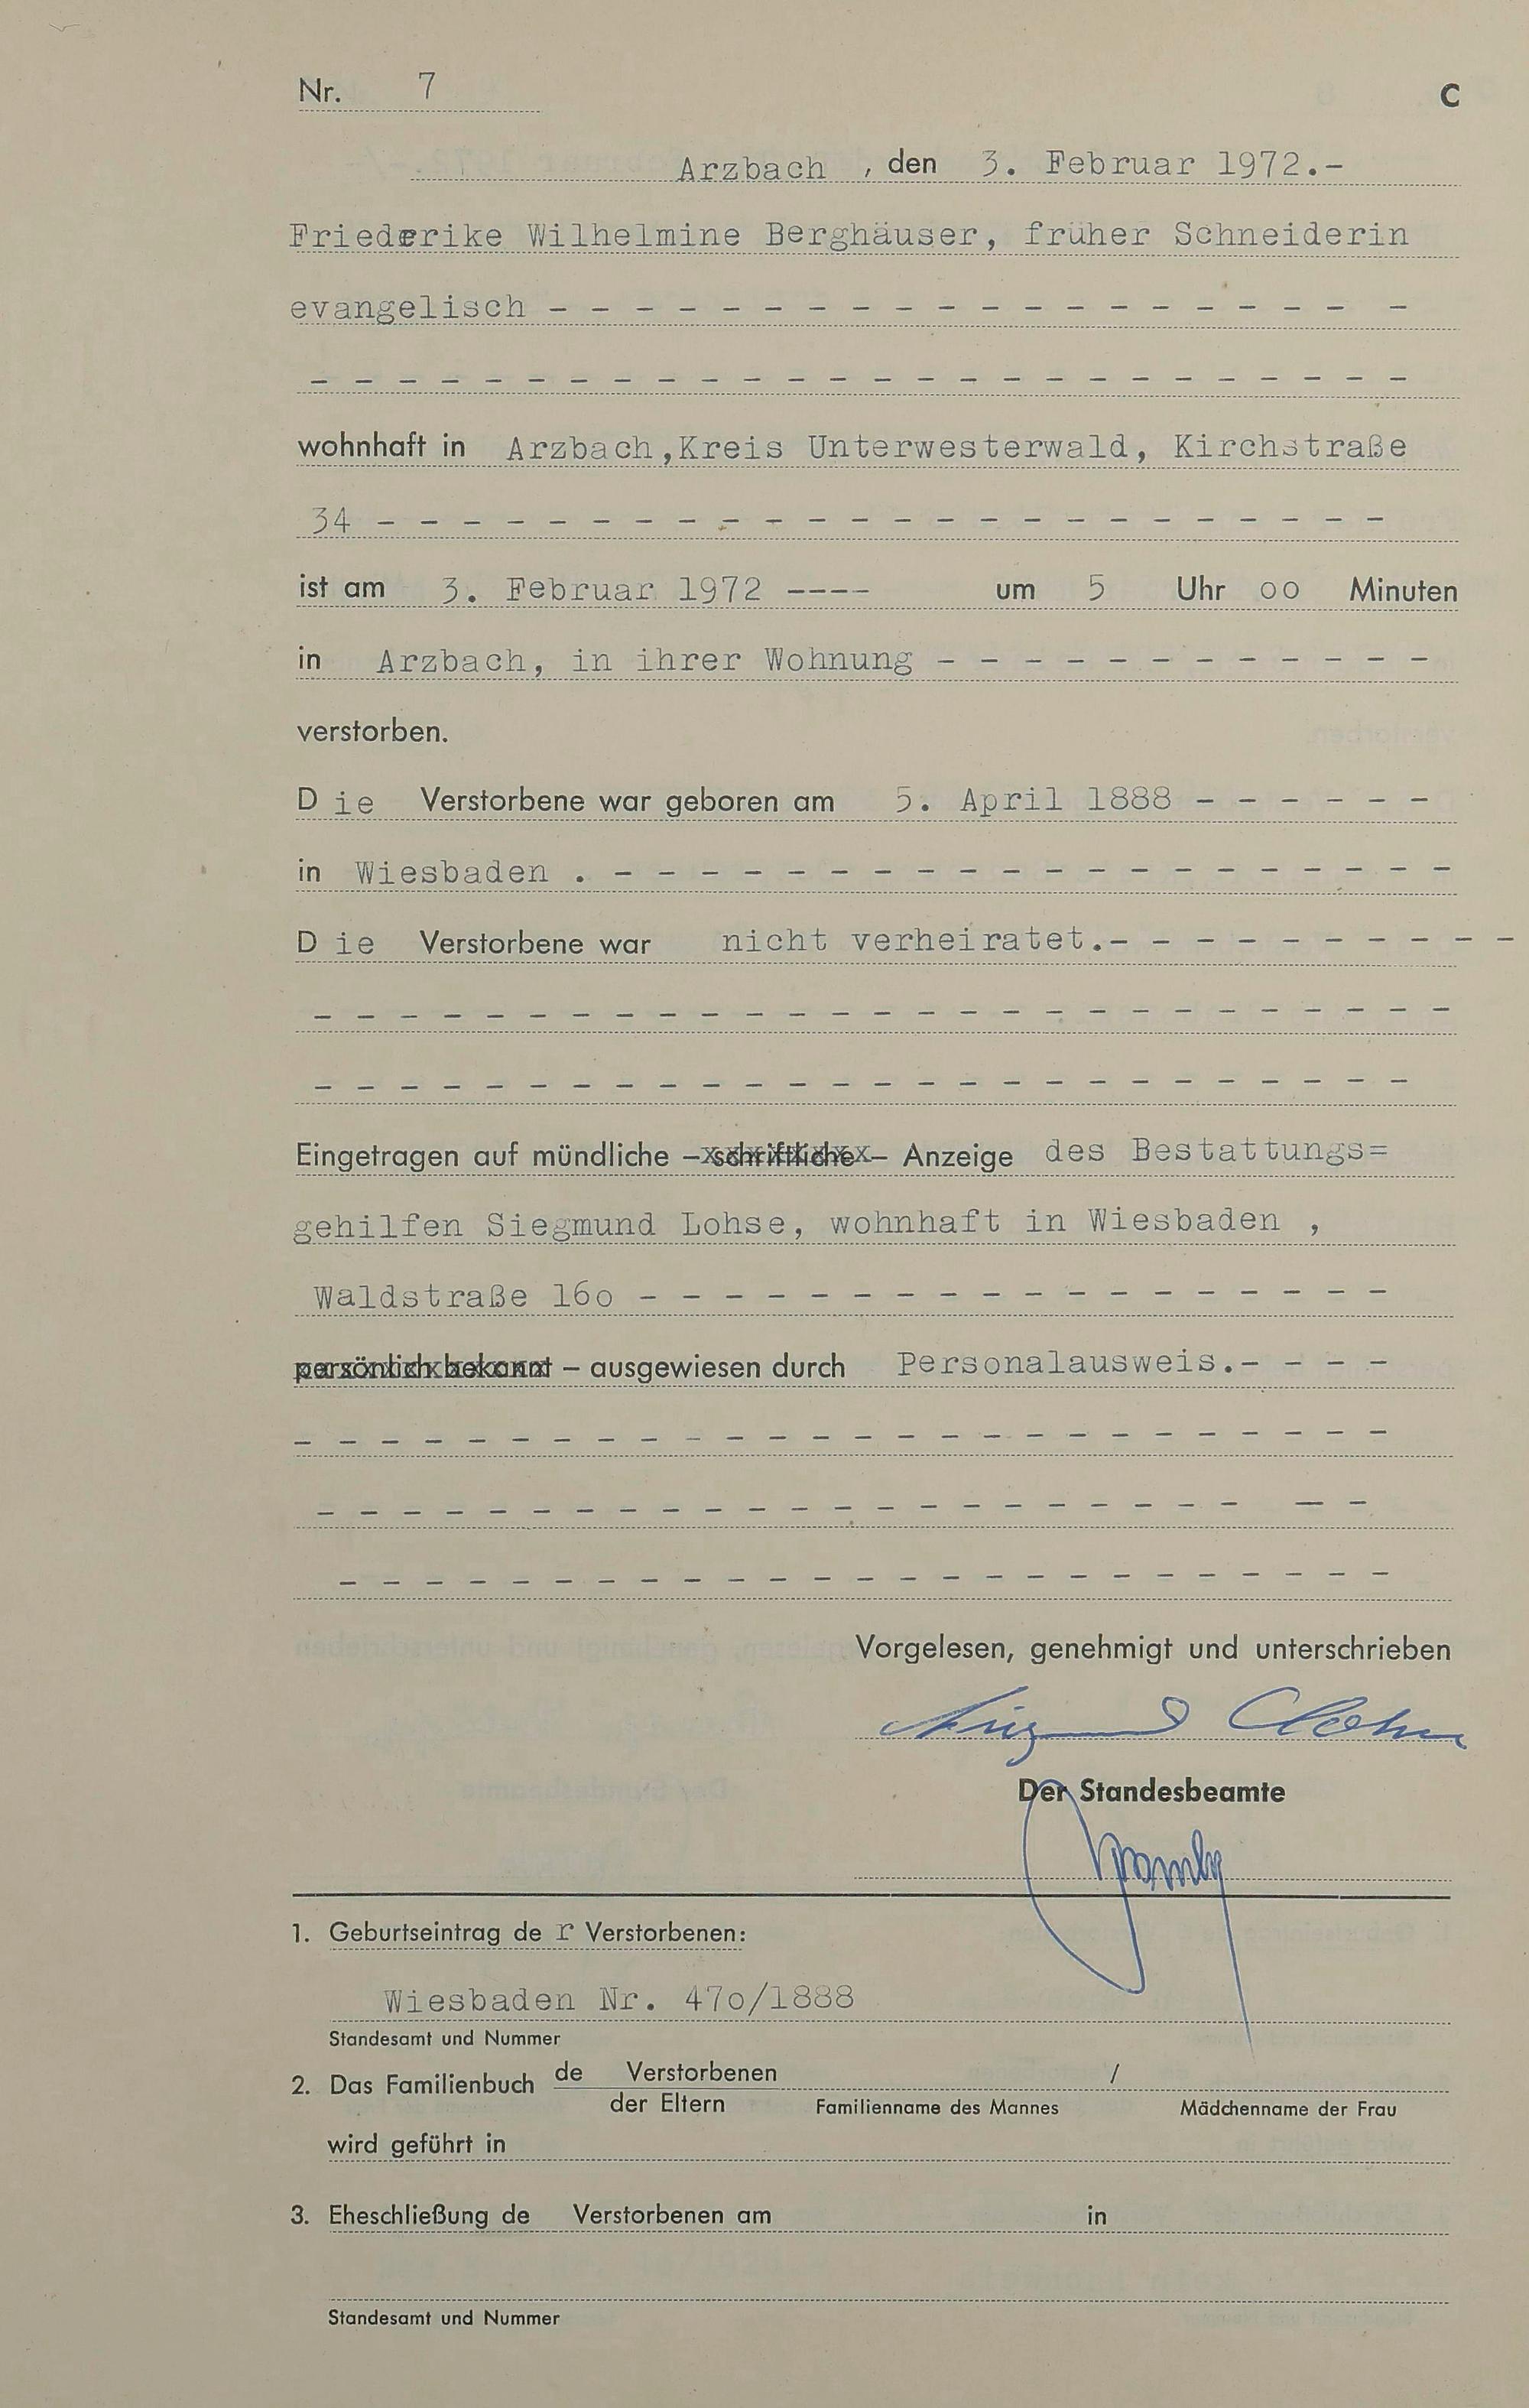 Nr. 7 C
Arzbach , den 3. Februar 1972.-
Friederike Wilhelmine Berghäuser, früher Schneiderin
evangelisch - - - - - - - - - - - - - - - - - - - -
- - - - - - - - - - - - - - - - - - - - - - - - - -
wohnhaft in Arzbach,Kreis Unterwesterwald, Kirchstraße
34 - - - - - - - - - - - - - - - - - - - - - - - -
ist am 3. Februar 1972 ---- um 5 Uhr oo Minuten
in Arzbach, in ihrer Wohnung - - - - - - - - - - - -
verstorben.
D ie Verstorbene war geboren am 5. April 1888 - - - - - -
in Wiesbaden . - - - - - - - - - - - - - - - - - - - -
D ie Verstorbene war nicht verheiratet.- - - - - - - - - -
- - - - - - - - - - - - - - - - - - - - - - - - - - -
- - - - - - - - - - - - - - - - - - - - - - - - - -
Eingetragen auf mündliche – schriftliche – Anzeige des Bestattungs=
gehilfen Siegmund Lohse, wohnhaft in Wiesbaden ,
Waldstraße 16o - - - - - - - - - - - - - - - - - -
persönlich bekannt – ausgewiesen durch Personalausweis.- - - -
- - - - - - - - - - - - - - - - - - - - - - - - - -
- - - - - - - - - - - - - - - - - - - - - - - -
- - - - - - - - - - - - - - - - - - - - - - - - -
Vorgelesen, genehmigt und unterschrieben
Der Standesbeamte
1. Geburtseintrag de r Verstorbenen:
Wiesbaden Nr. 47o/1888
Standesamt und Nummer
2. Das Familienbuch de Verstorbenen /
der Eltern Familienname des Mannes Mädchenname der Frau
wird geführt in
3. Eheschließung de Verstorbenen am in
Standesamt und Nummer